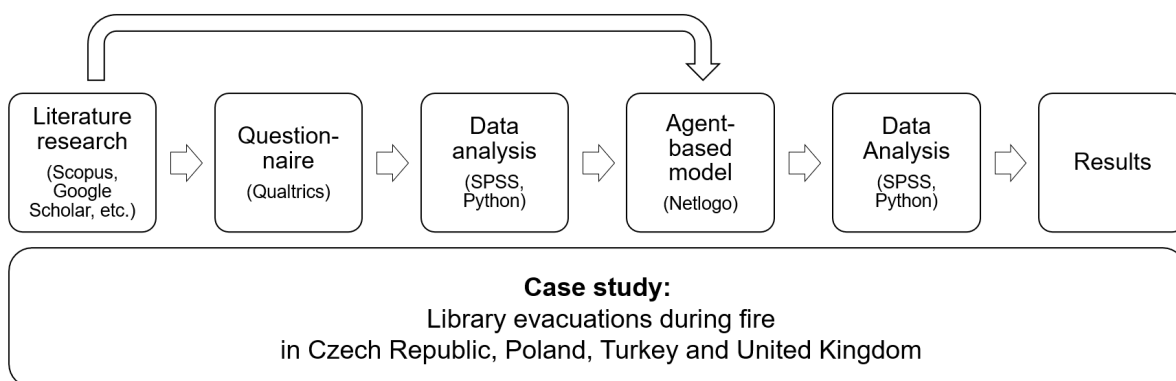 Literature
research
(Scopus,
Google
Scholar, etc.)
Question-
naire
(Qualtrics)
Data
analysis
(SPSS,
Python)
Agent-
based
model
(Netlogo)
Data
Analysis
(SPSS,
Python)
Results
Case study:
Library evacuations during fire
in Czech Republic, Poland, Turkey and United Kingdom